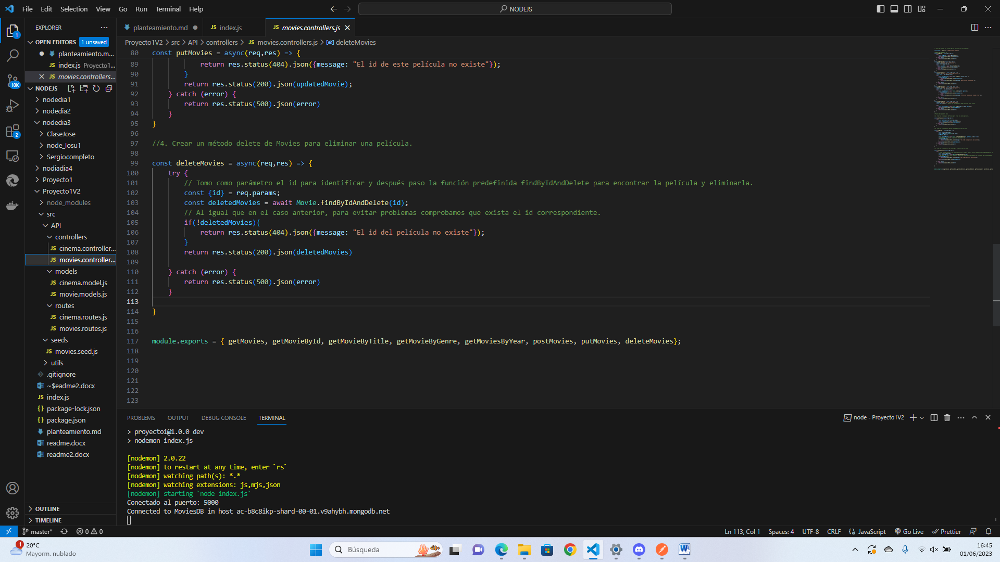 File Edit Selection View Go Run Terminal Help
NODEJS
EXPLORER
OPEN EDITORS 1 unsaved
planteamiento.m...
index.js Proyecto1...
movies.controllers...
NODEJS
nodedia1
nodedia2
nodedia3
ClaseJose
node_Iosu1
Sergiocompleto
nodiadia4
Proyecto1
Proyecto1V2
node_modules
src
API
controllers
cinema.controller...
movies.controller...
models
cinema.model.js
movie.models.js
routes
cinema.routes.js
movies.routes.js
seeds
movies.seed.js
utils
.gitignore
~$eadme2.docx
index.js
package-lock.json
package.json
planteamiento.md
readme.docx
readme2.docx
OUTLINE
TIMELINE
1
10K
2
planteamiento.md
JS index.js
JS movies.controllers.js
Proyecto1V2 > src > API > controllers > JS movies.controllers.js > deleteMovies
80 const putMovies = async(req,res) => {
89 return res.status(404).json({message: "El id de este película no existe"});
90 }
91 return res.status(200).json(updatedMovie);
92 } catch (error) {
93 return res.status(500).json(error)
94 }
95 }
96
97 //4. Crear un método delete de Movies para eliminar una película.
98
99 const deleteMovies = async(req,res) => {
100 try {
101 // Tomo como parámetro el id para identificar y después paso la función predefinida findByIdAndDelete para encontrar la película y eliminarla.
102 const {id} = req.params;
103 const deletedMovies = await Movie.findByIdAndDelete(id);
104 // Al igual que en el caso anterior, para evitar problemas comprobamos que exista el id correspondiente.
105 if(!deletedMovies){
106 return res.status(404).json({message: "El id del película no existe"});
107 }
108 return res.status(200).json(deletedMovies)
109
110 } catch (error) {
111 return res.status(500).json(error)
112 }
113
114 }
115
116
117 module.exports = { getMovies, getMovieById, getMovieByTitle, getMovieByGenre, getMoviesByYear, postMovies, putMovies, deleteMovies};
118
119
120
121
122
123
PROBLEMS OUTPUT DEBUG CONSOLE TERMINAL
node - Proyecto1V2
> proyecto1@1.0.0 dev
> nodemon index.js
[nodemon] 2.0.22
[nodemon] to restart at any time, enter `rs`
[nodemon] watching path(s): *.*
[nodemon] watching extensions: js,mjs,json
[nodemon] starting `node index.js`
Conectado al puerto: 5000
Connected to MoviesDB in host ac-b8c8ikp-shard-00-01.v9ahybh.mongodb.net
master* 0 0
Ln 113, Col 1 Spaces: 4 UTF-8 CRLF JavaScript Go Live Prettier
1
20°C
Mayorm. nublado
Búsqueda
16:45
01/06/2023